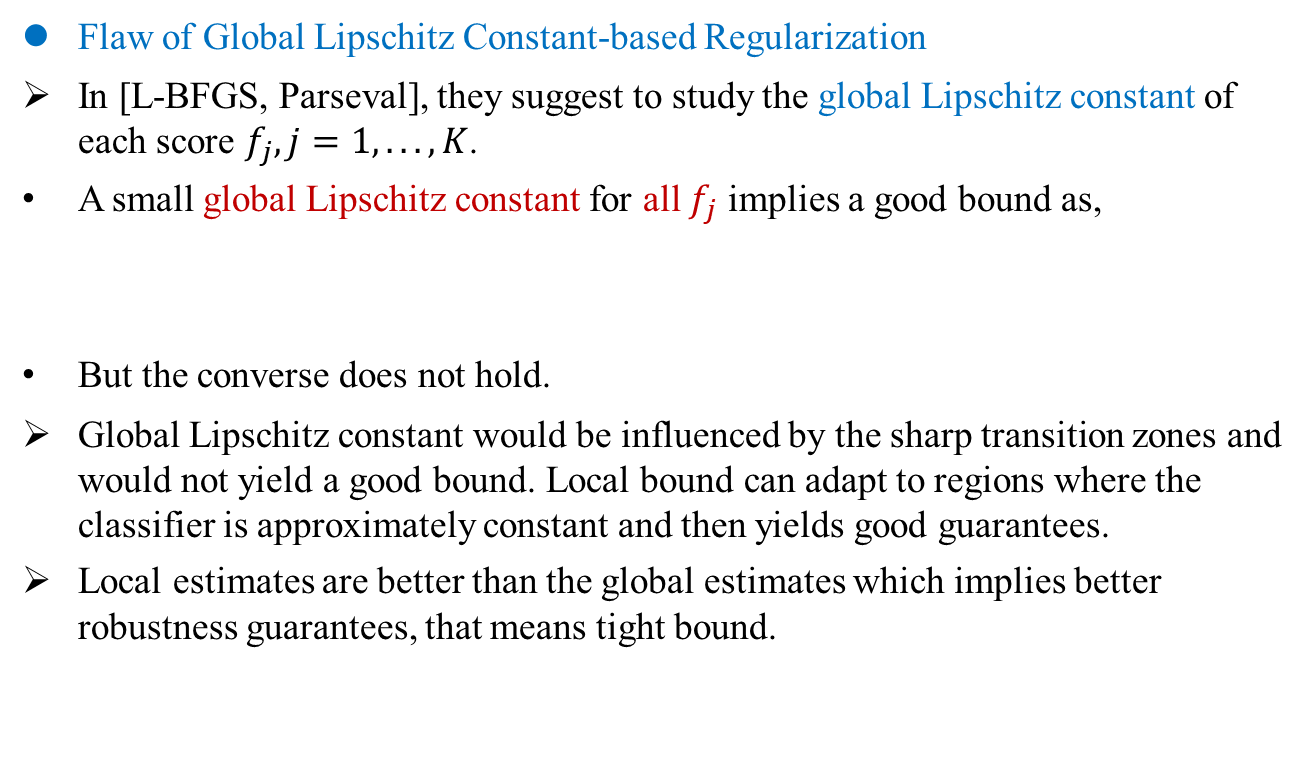 ● Flaw of Global Lipschitz Constant-based Regularization
➢ In [L-BFGS, Parseval], they suggest to study the global Lipschitz constant of
each score 𝑓𝑗, 𝑗 = 1, … , 𝐾.
• A small global Lipschitz constant for all 𝑓𝑗 implies a good bound as,
• But the converse does not hold.
➢ Global Lipschitz constant would be influenced by the sharp transition zones and
would not yield a good bound. Local bound can adapt to regions where the
classifier is approximately constant and then yields good guarantees.
➢ Local estimates are better than the global estimates which implies better
robustness guarantees, that means tight bound.